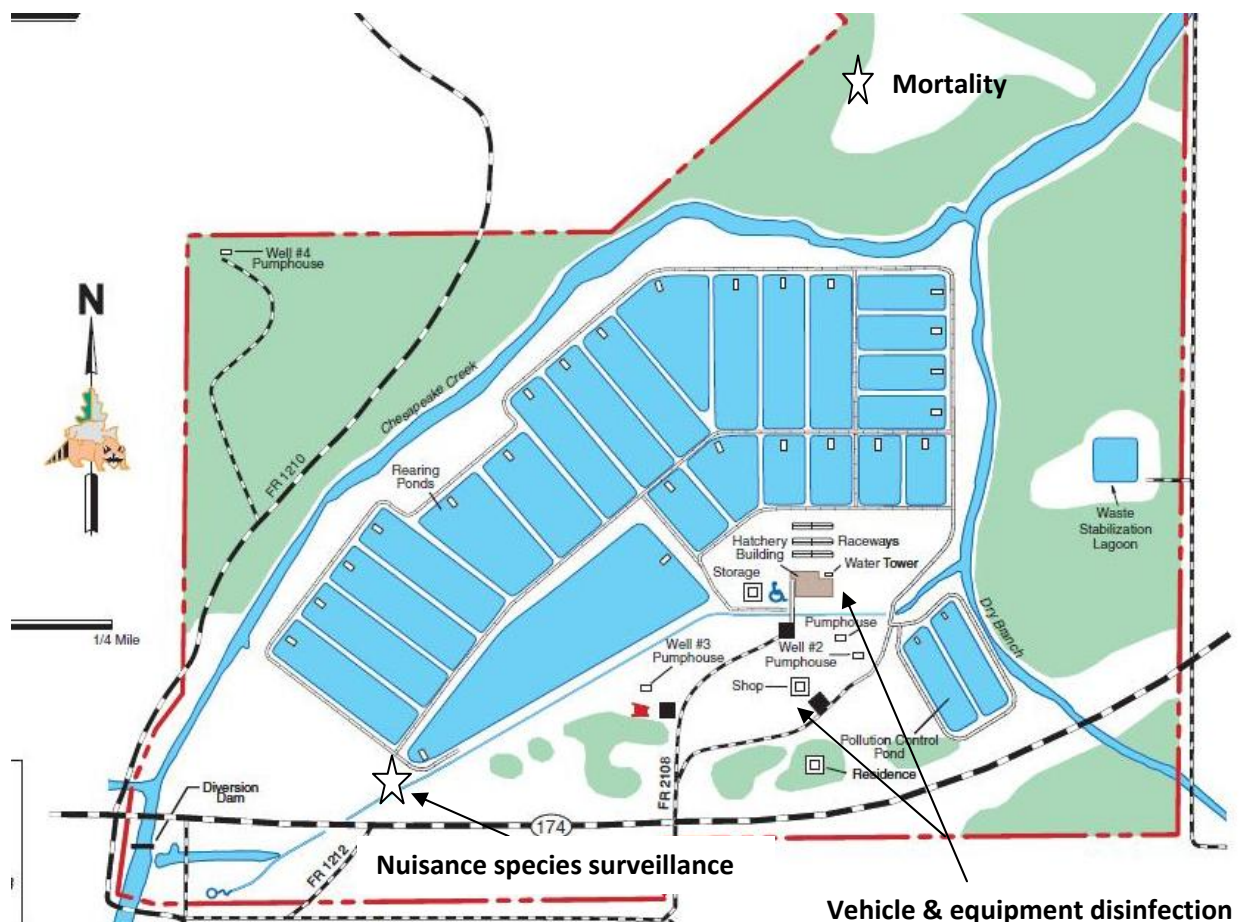 Mortality
Well #4
Pumphouse
N
Chesapeake Creek
FR 1210
Rearing
Ponds
Waste
Stabilization
Lagoon
Hatchery
Building
Raceways
Water Tower
Storage
1/4 Mile
Pumphouse
Dry Branch
Well #3
Pumphouse
Well #2
Pumphouse
Shop
Pollution Control
Pond
Residence
Diversion
Dam
FR 2108
174
FR 1212
Nuisance species surveillance
Vehicle & equipment disinfection